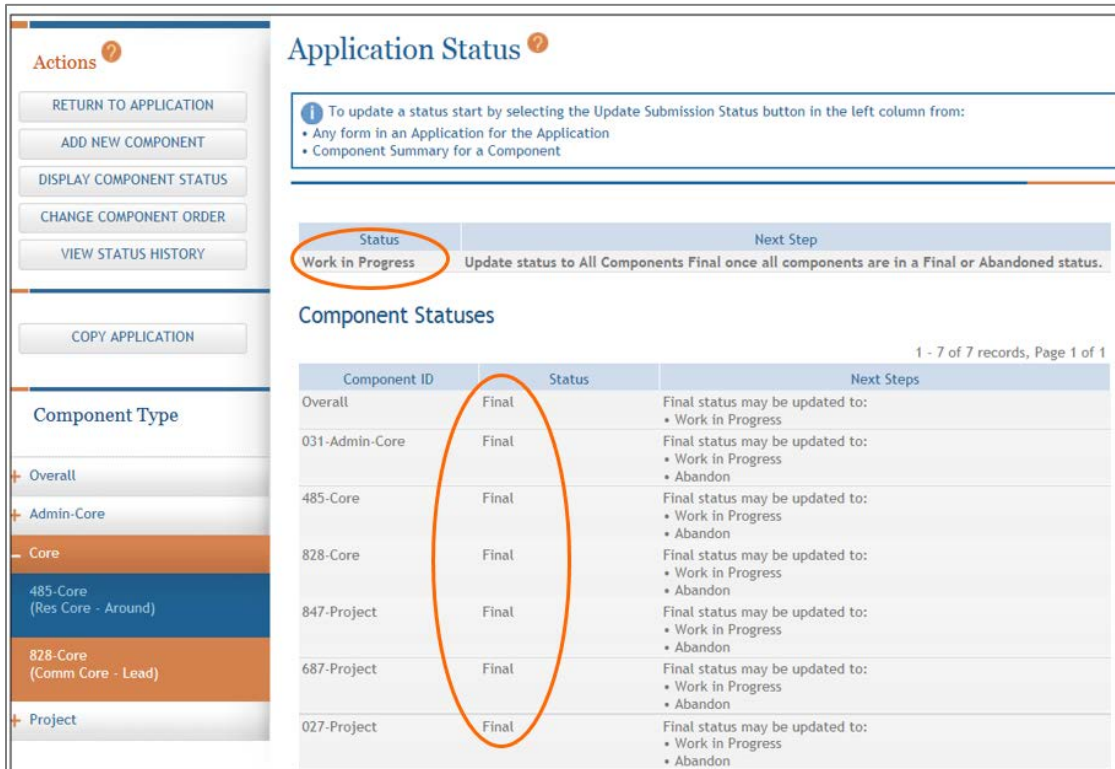 Actions ?
RETURN TO APPLICATION
ADD NEW COMPONENT
DISPLAY COMPONENT STATUS
CHANGE COMPONENT ORDER
VIEW STATUS HISTORY
COPY APPLICATION
Component Type
+ Overall
+ Admin-Core
- Core
485-Core
(Res Core - Around)
828-Core
(Comm Core - Lead)
+ Project
Application Status ?
i To update a status start by selecting the Update Submission Status button in the left column from:
• Any form in an Application for the Application
• Component Summary for a Component
Status Next Step
Work in Progress Update status to All Components Final once all components are in a Final or Abandoned status.
Component Statuses
1 - 7 of 7 records, Page 1 of 1
Component ID Status Next Steps
Overall Final Final status may be updated to:
• Work in Progress
031-Admin-Core Final Final status may be updated to:
• Work in Progress
• Abandon
485-Core Final Final status may be updated to:
• Work in Progress
• Abandon
828-Core Final Final status may be updated to:
• Work in Progress
• Abandon
847-Project Final Final status may be updated to:
• Work in Progress
• Abandon
687-Project Final Final status may be updated to:
• Work in Progress
• Abandon
027-Project Final Final status may be updated to:
• Work in Progress
• Abandon